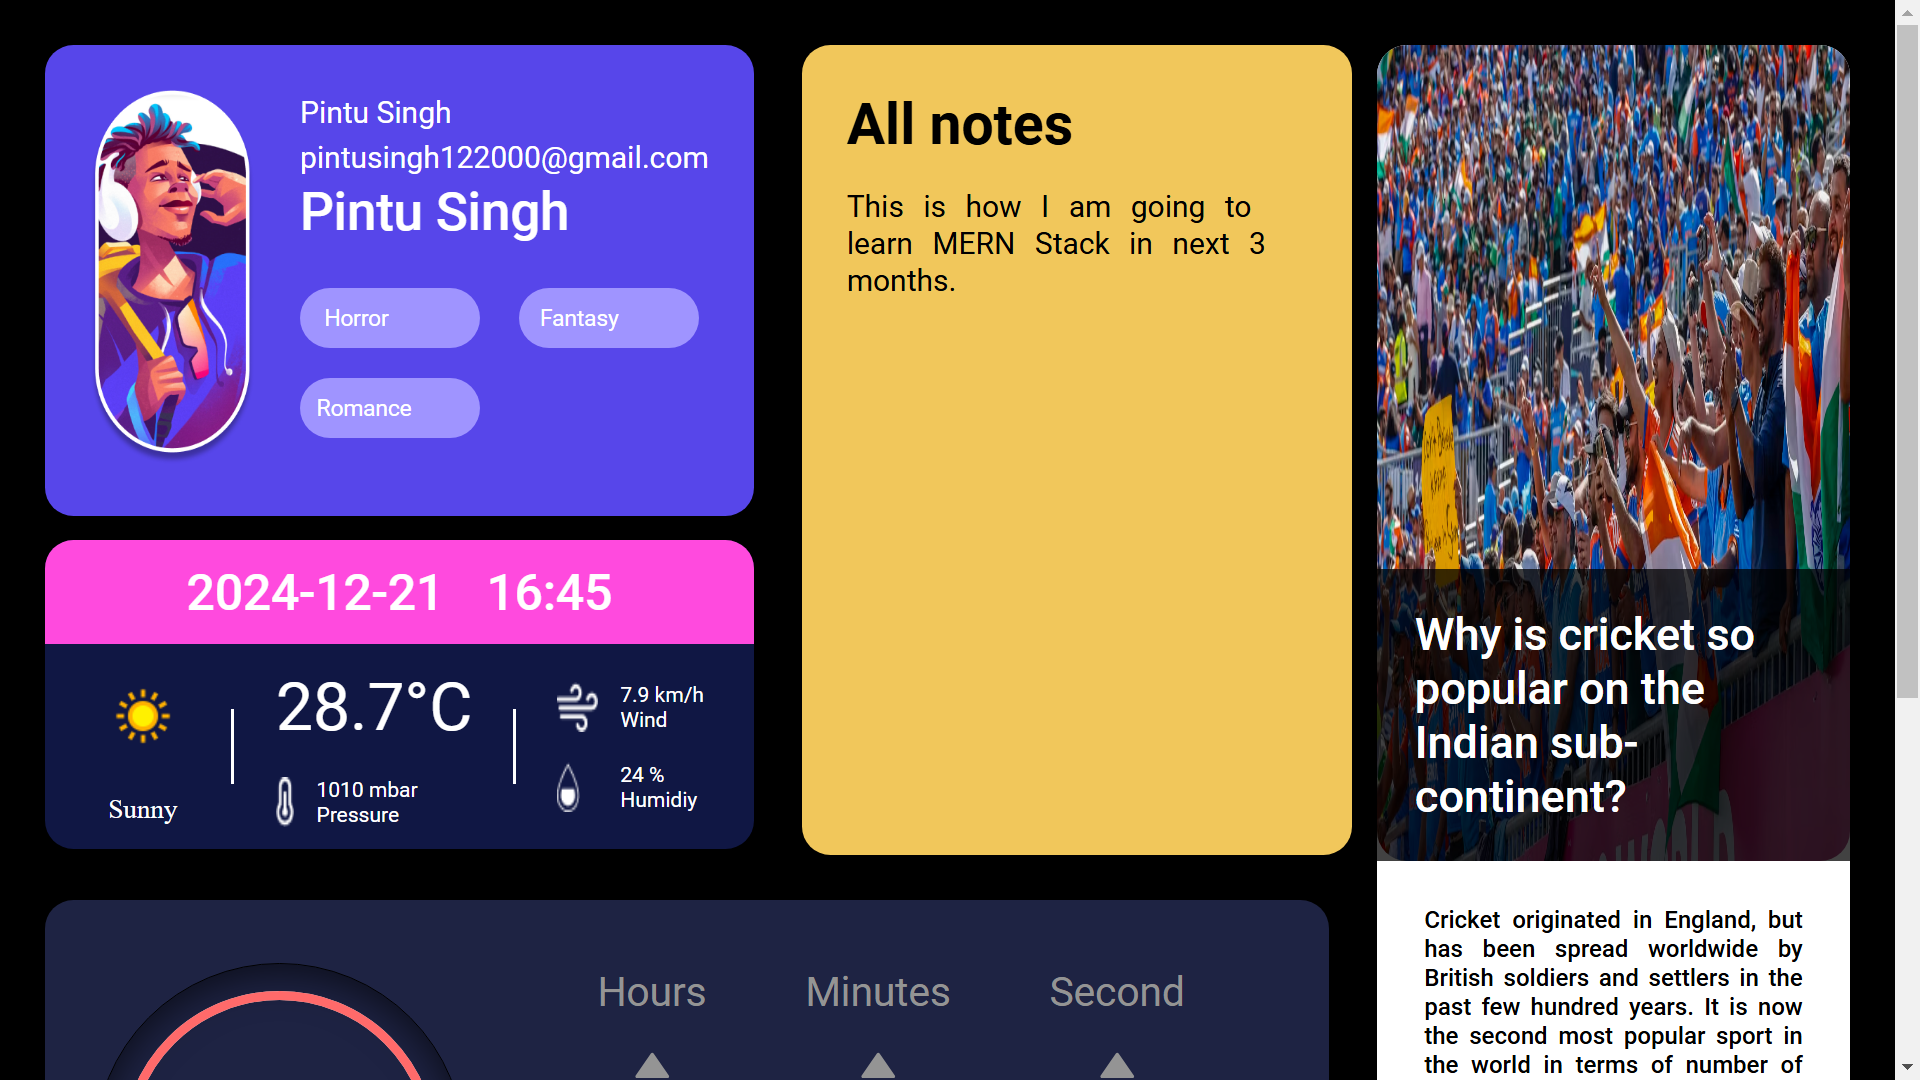 Pintu Singh
pintusingh122000@gmail.com
Pintu Singh
Horror
Fantasy
Romance
2024-12-21 16:45
Sunny
28.7°C
1010 mbar
Pressure
7.9 km/h
Wind
24 %
Humidiy
All notes
This is how I am going to
learn MERN Stack in next 3
months.
Why is cricket so
popular on the
Indian sub-
continent?
Cricket originated in England, but
has been spread worldwide by
British soldiers and settlers in the
past few hundred years. It is now
the second most popular sport in
the world in terms of number of
Hours
Minutes
Second